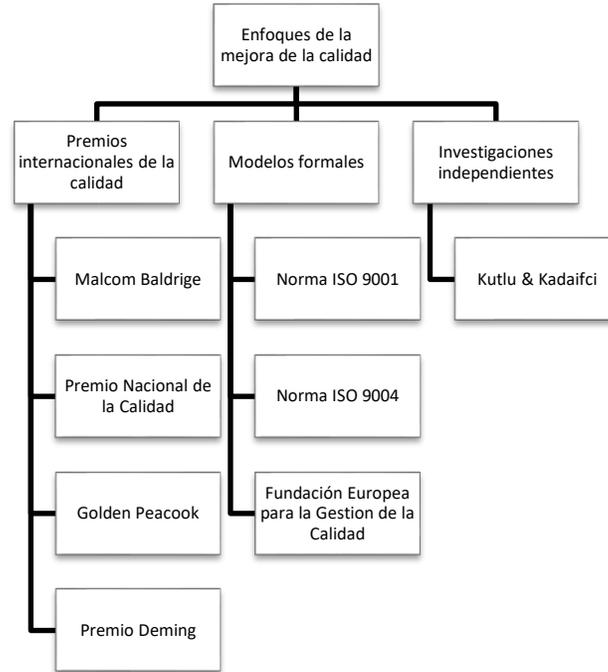 Enfoques de la
mejora de la calidad
Premios
internacionales de la
calidad
Modelos formales
Investigaciones
independientes
Malcom Baldrige
Norma ISO 9001
Kutlu & Kadaifci
Premio Nacional de
la Calidad
Norma ISO 9004
Golden Peacook
Fundación Europea
para la Gestion de la
Calidad
Premio Deming